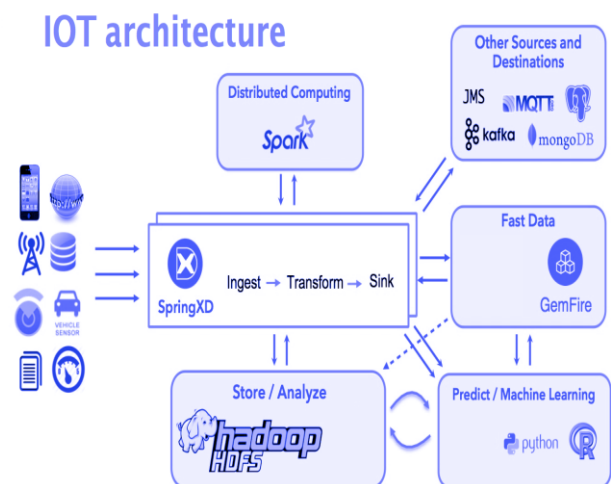 IOT architecture
Distributed Computing
Spark
Other Sources and
Destinations
JMS
MQTT
kafka
mongoDB
http://w
VEHICLE
SENSOR
SpringXD
Ingest → Transform → Sink
Fast Data
GemFire
Store / Analyze
hadoop
HDFS
Predict / Machine Learning
python
R